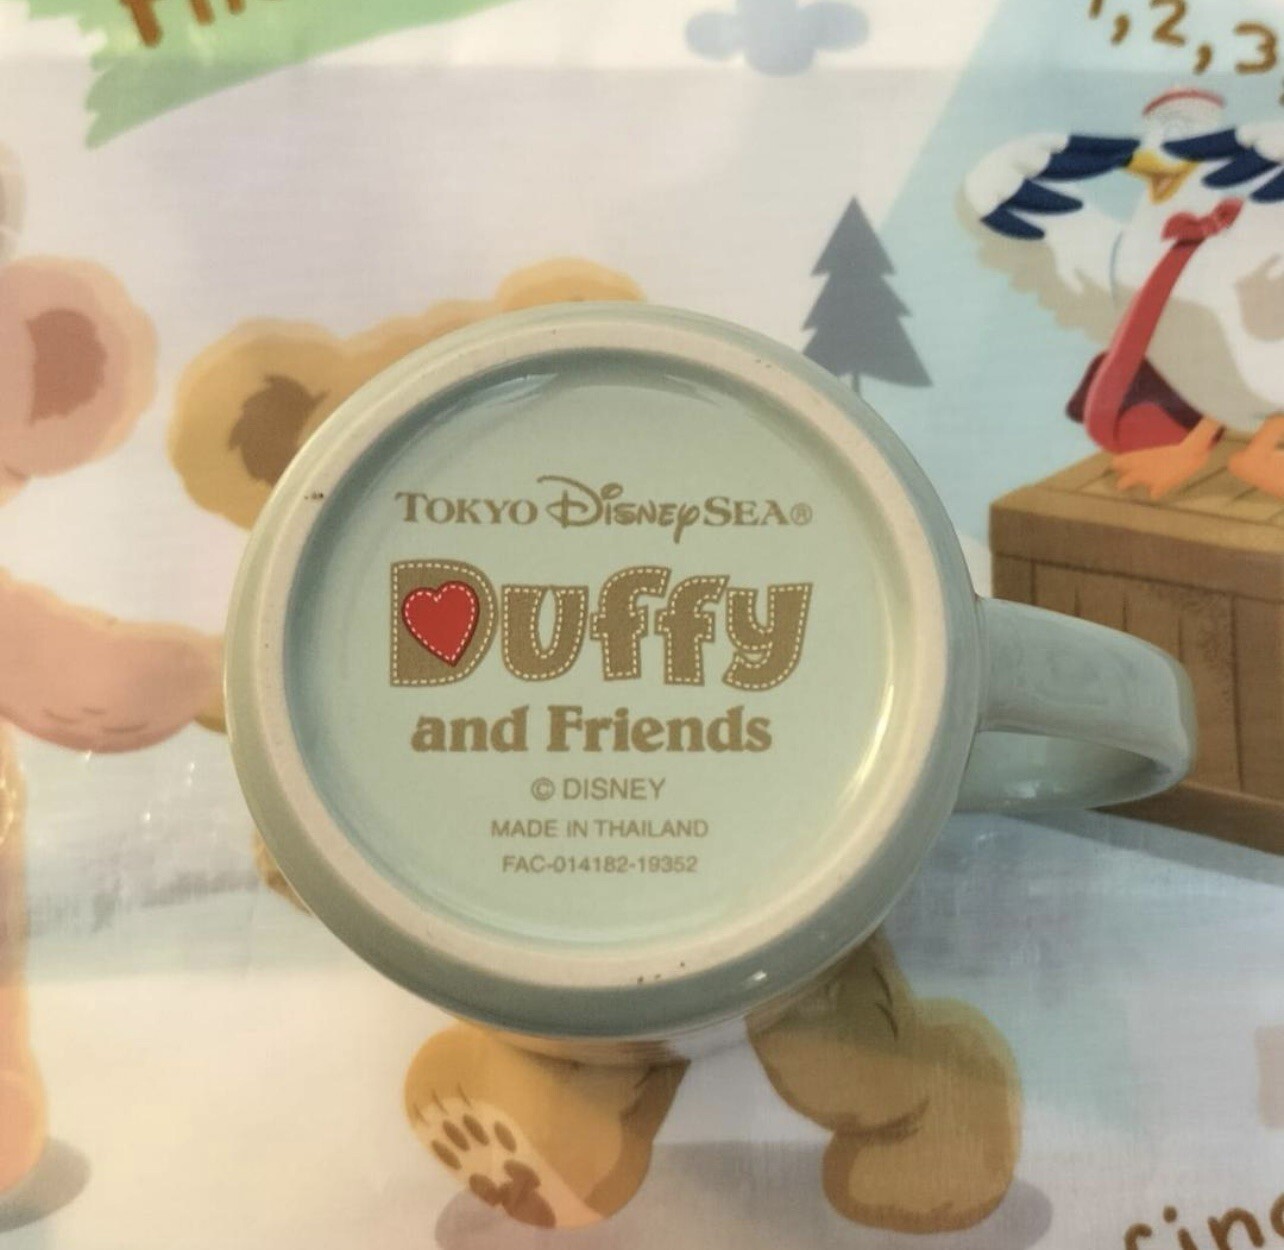 1, 2, 3
TOKYO DISNEYSEA®
Duffy
and Friends
© DISNEY
MADE IN THAILAND
FAC-014182-19352